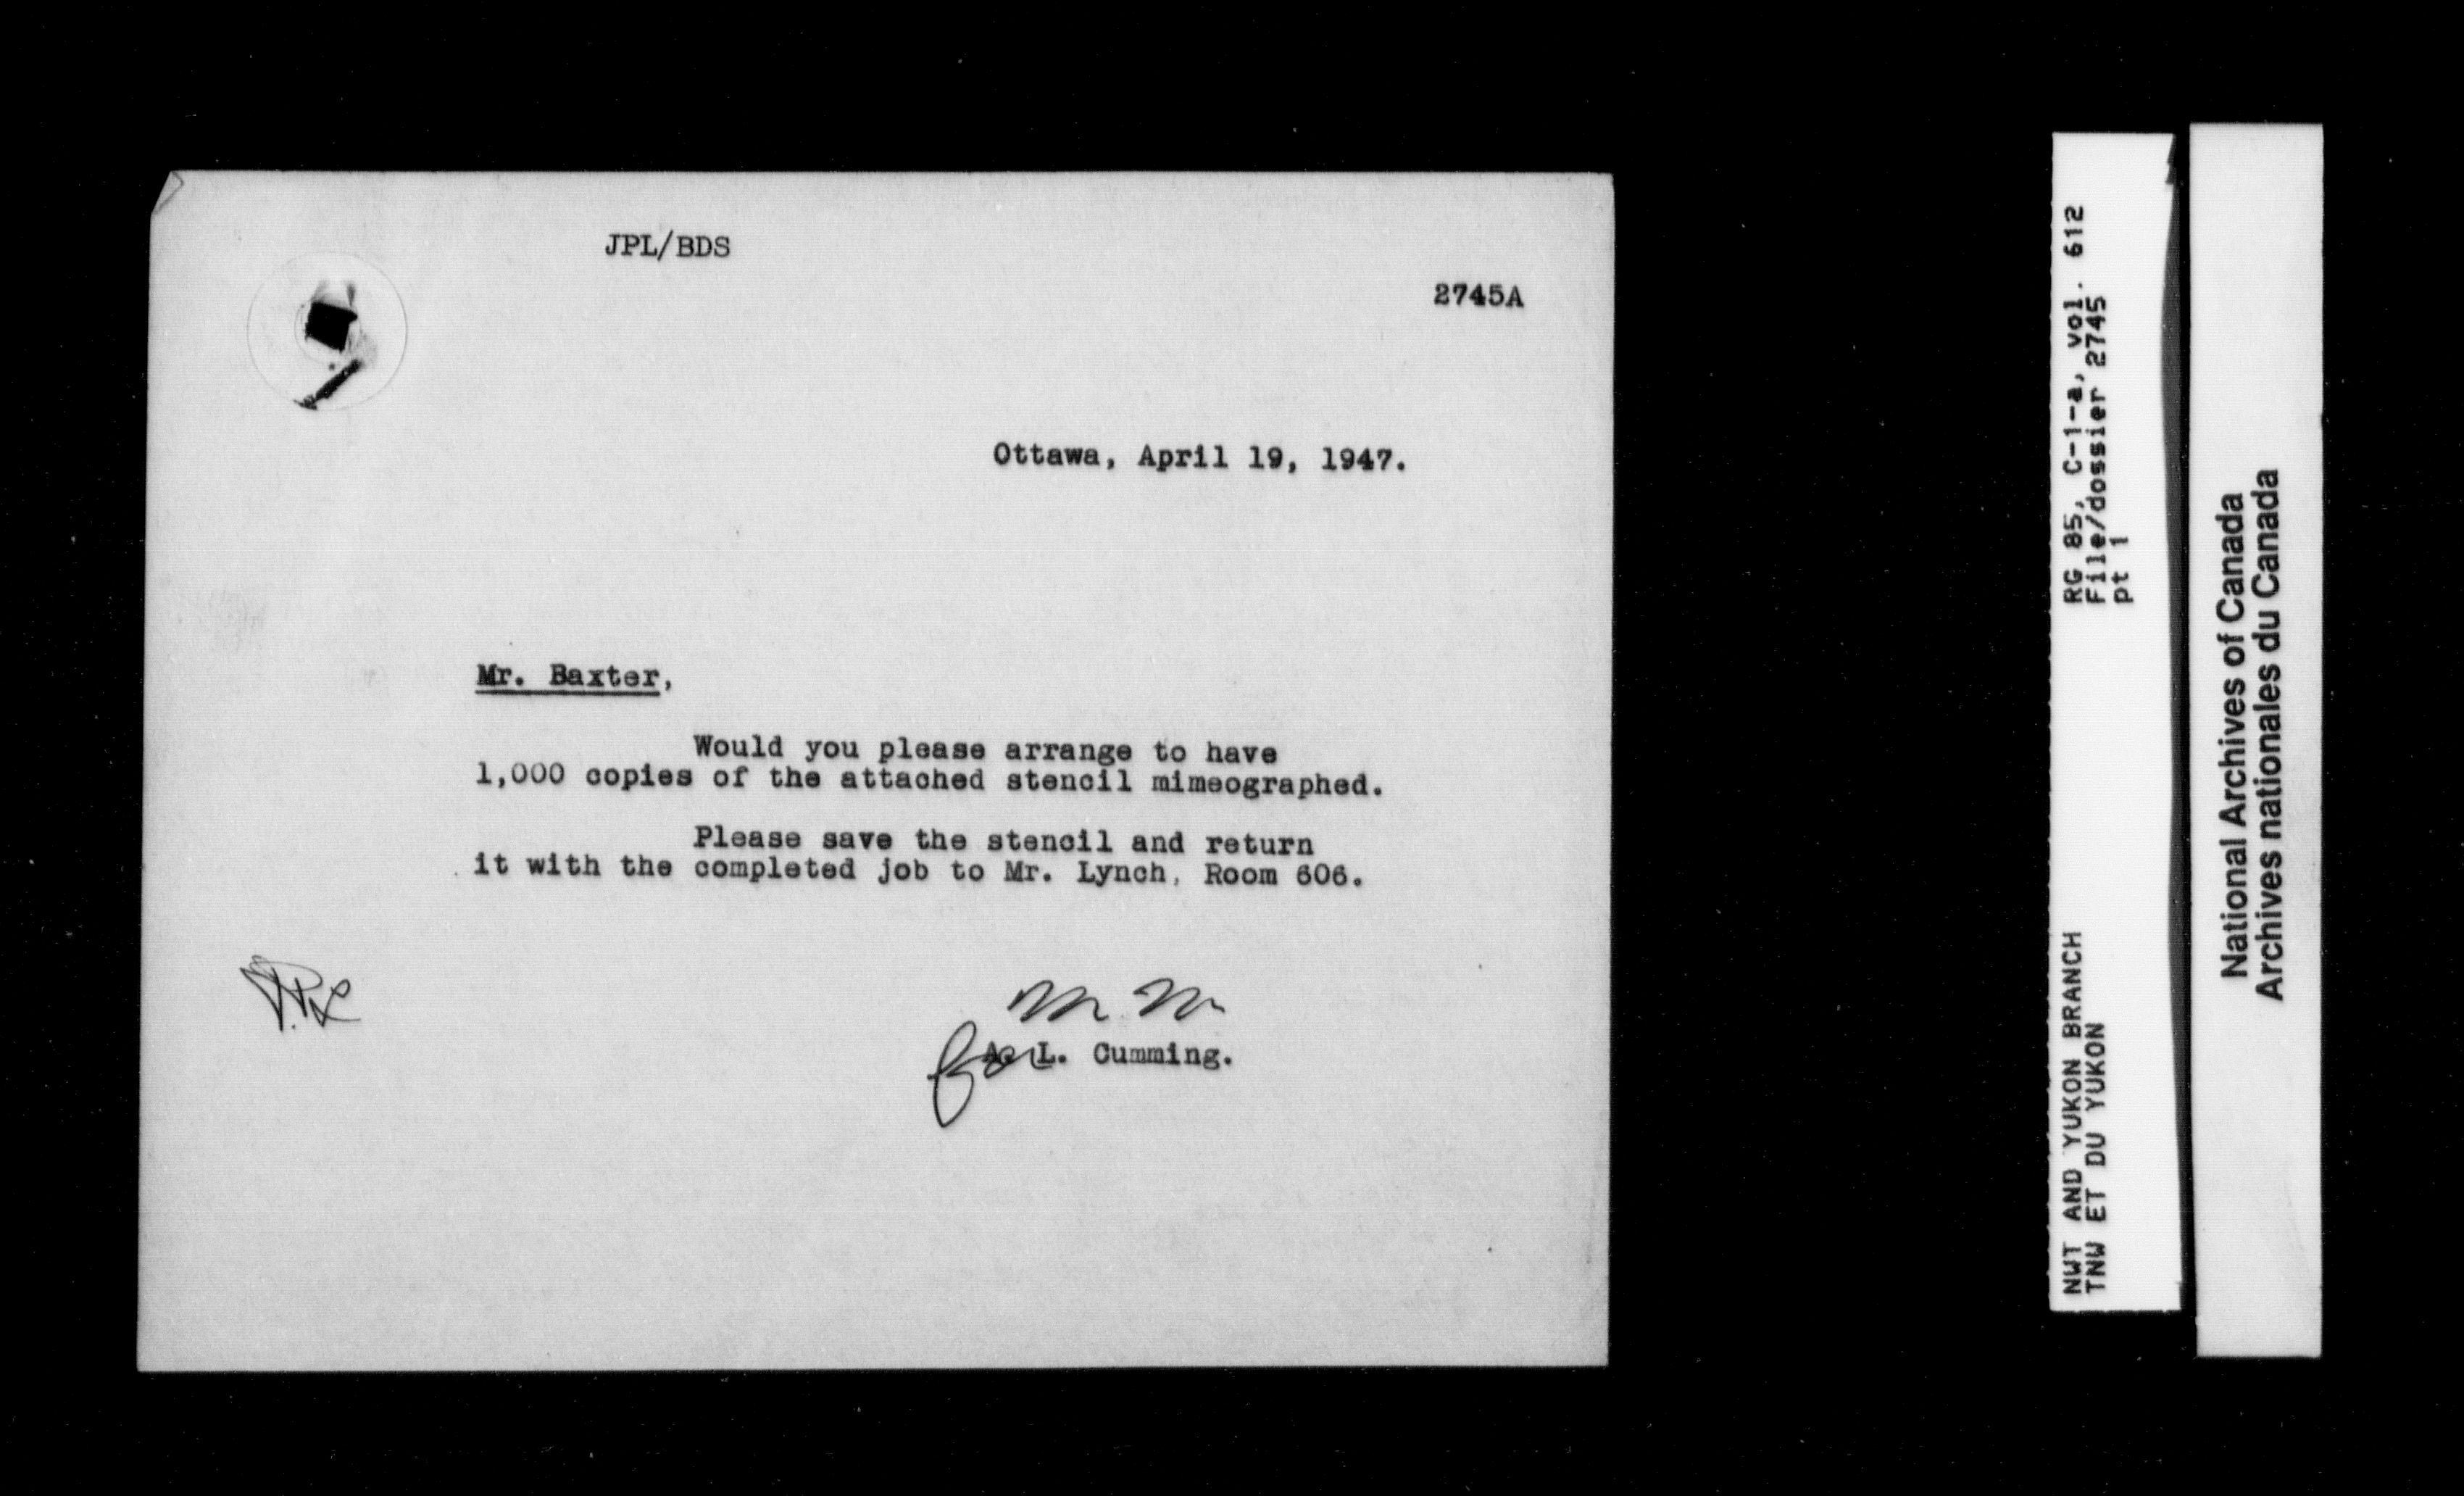 JPL/BDS
2745A
Ottawa, April 19, 1947.
Mr. Baxter,
Would you please arrange to have
1,000 copies of the attached stencil mimeographed.
Please save the stencil and return
it with the completed job to Mr. Lynch, Room 606.
JPL
for A. L. Cumming.
RG 85, C-1-a, vol. 612
File/dossier 2745
pt 1
NWT AND YUKON BRANCH
TNW ET DU YUKON
National Archives of Canada
Archives nationales du Canada